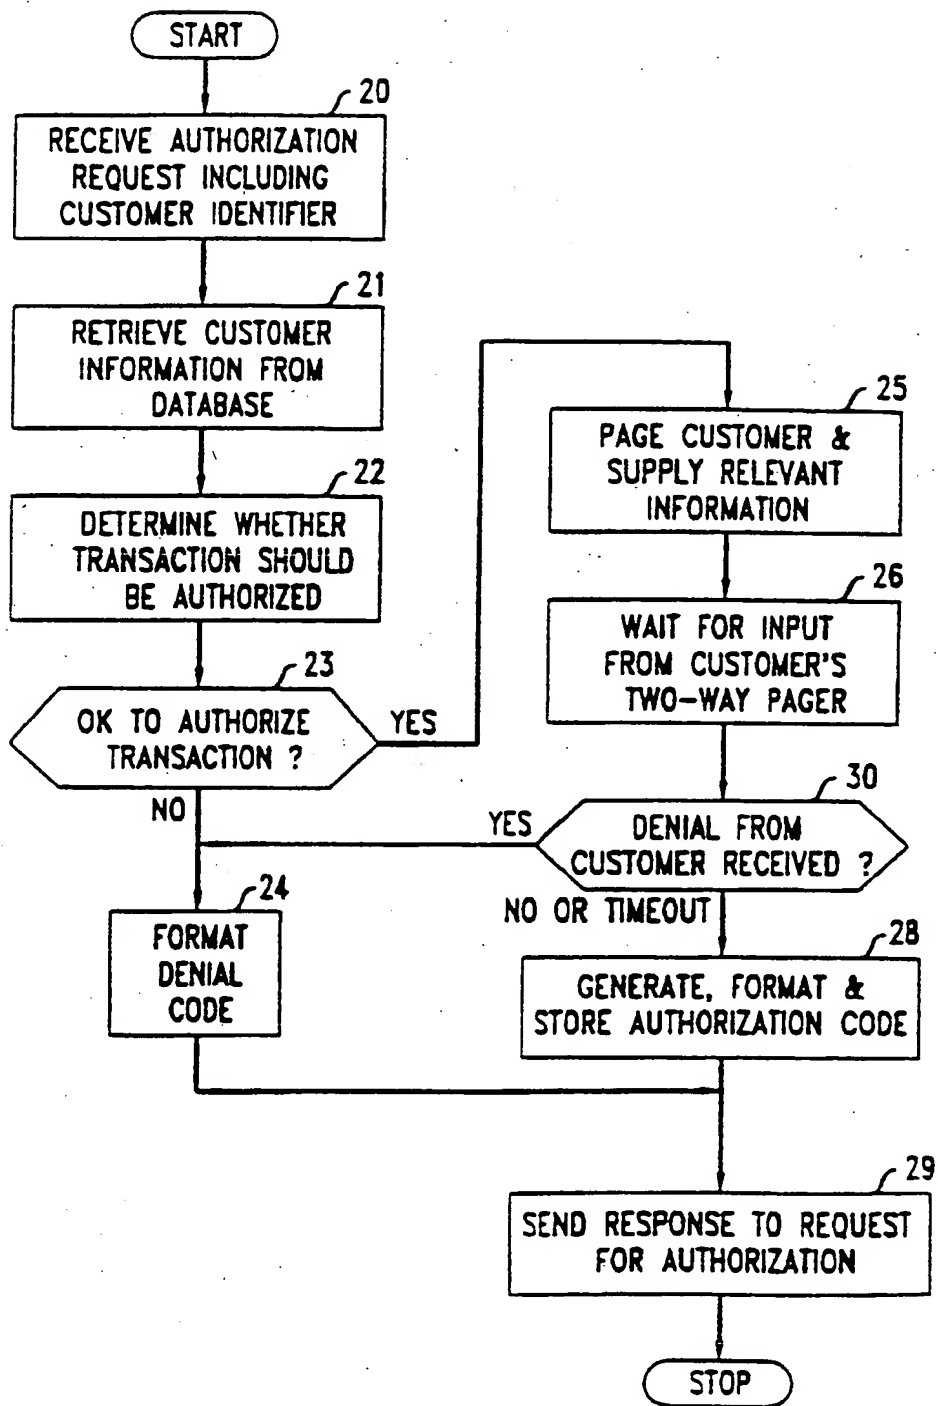 START
20
RECEIVE AUTHORIZATION
REQUEST INCLUDING
CUSTOMER IDENTIFIER
21
RETRIEVE CUSTOMER
INFORMATION FROM
DATABASE
22
DETERMINE WHETHER
TRANSACTION SHOULD
BE AUTHORIZED
23
OK TO AUTHORIZE
TRANSACTION ?
YES
NO
24
FORMAT
DENIAL
CODE
25
PAGE CUSTOMER &
SUPPLY RELEVANT
INFORMATION
26
WAIT FOR INPUT
FROM CUSTOMER'S
TWO-WAY PAGER
30
DENIAL FROM
CUSTOMER RECEIVED ?
YES
NO OR TIMEOUT
28
GENERATE, FORMAT &
STORE AUTHORIZATION CODE
29
SEND RESPONSE TO REQUEST
FOR AUTHORIZATION
STOP